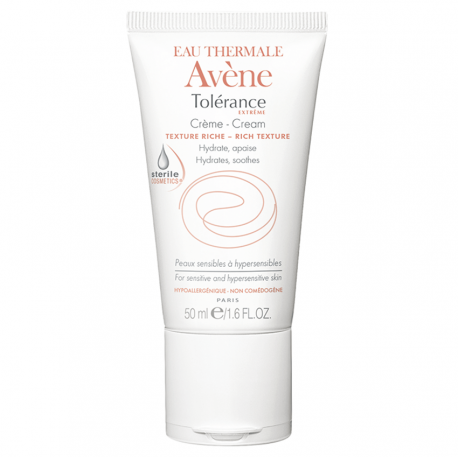 EAU THERMALE
Avène
Tolérance
EXTRÊME
Crème - Cream
TEXTURE RICHE – RICH TEXTURE
Hydrate, apaise
Hydrates, soothes
sterile
COSMETICS
Peaux sensibles à hypersensibles
For sensitive and hypersensitive skin
HYPOALLERGÉNIQUE - NON COMÉDOGÈNE
PARIS
50 ml ℮/1.6 FL.OZ.